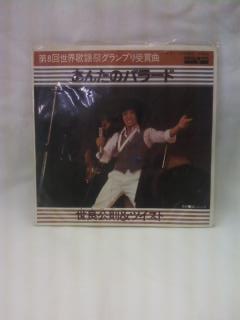 第8回世界歌謡祭グランプリ受賞曲
あんたのバラード
世良公則&ツイスト